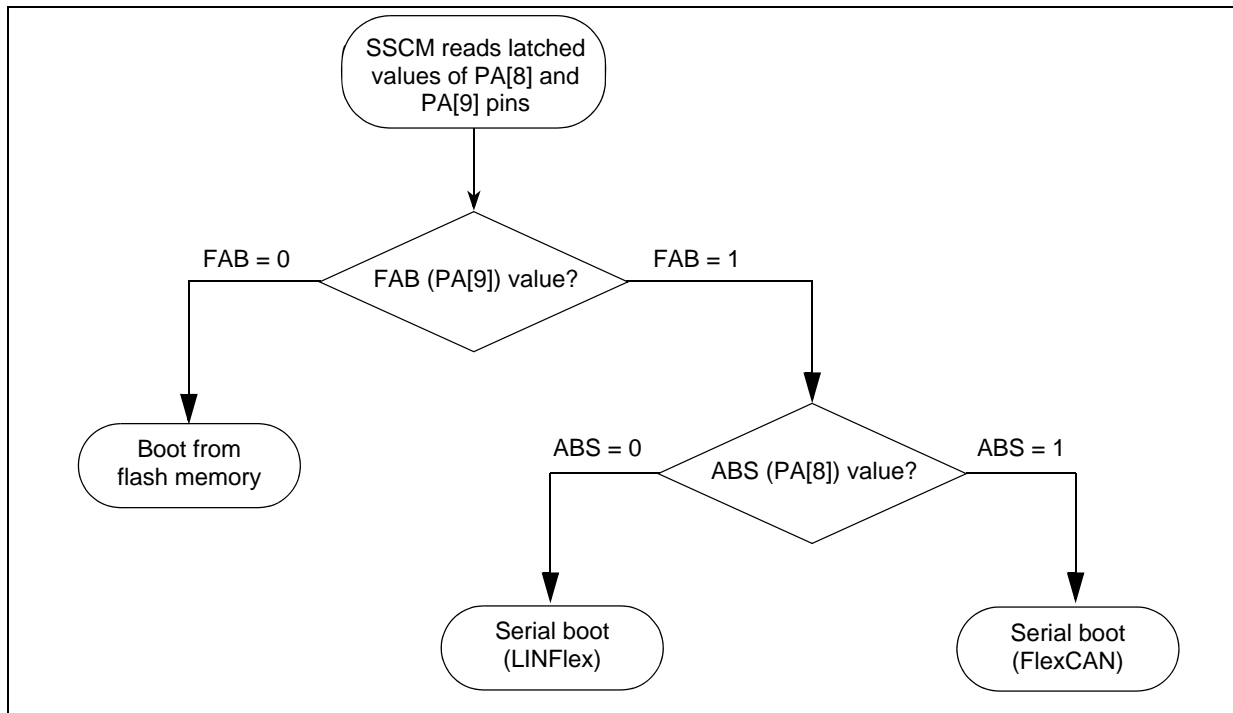 SSCM reads latched
values of PA[8] and
PA[9] pins
FAB = 0
FAB = 1
FAB (PA[9]) value?
Boot from
flash memory
ABS = 0
ABS = 1
ABS (PA[8]) value?
Serial boot
(LINFlex)
Serial boot
(FlexCAN)